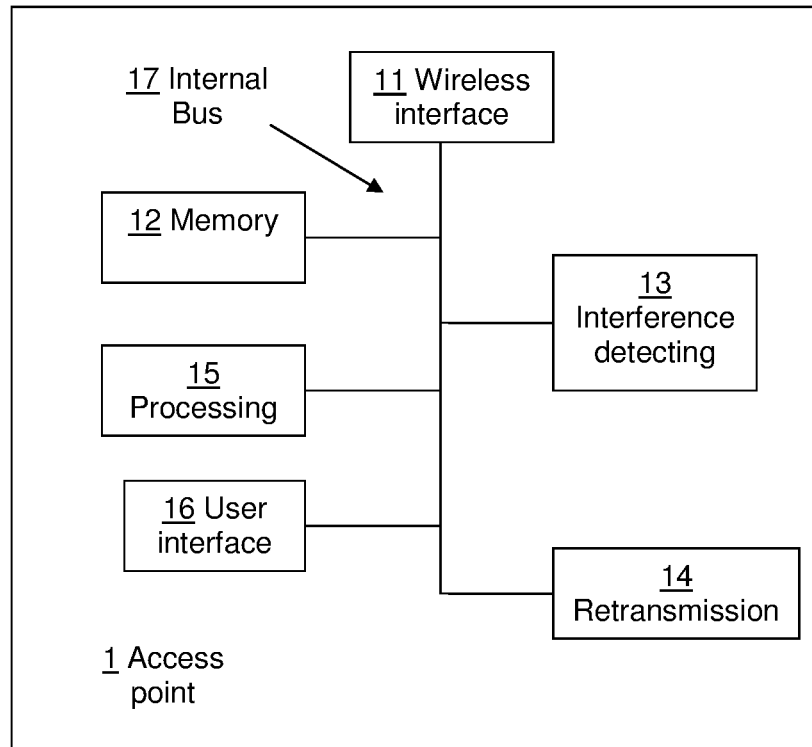 17 Internal
Bus
11 Wireless
interface
12 Memory
13
Interference
detecting
15
Processing
16 User
interface
14
Retransmission
1 Access
point